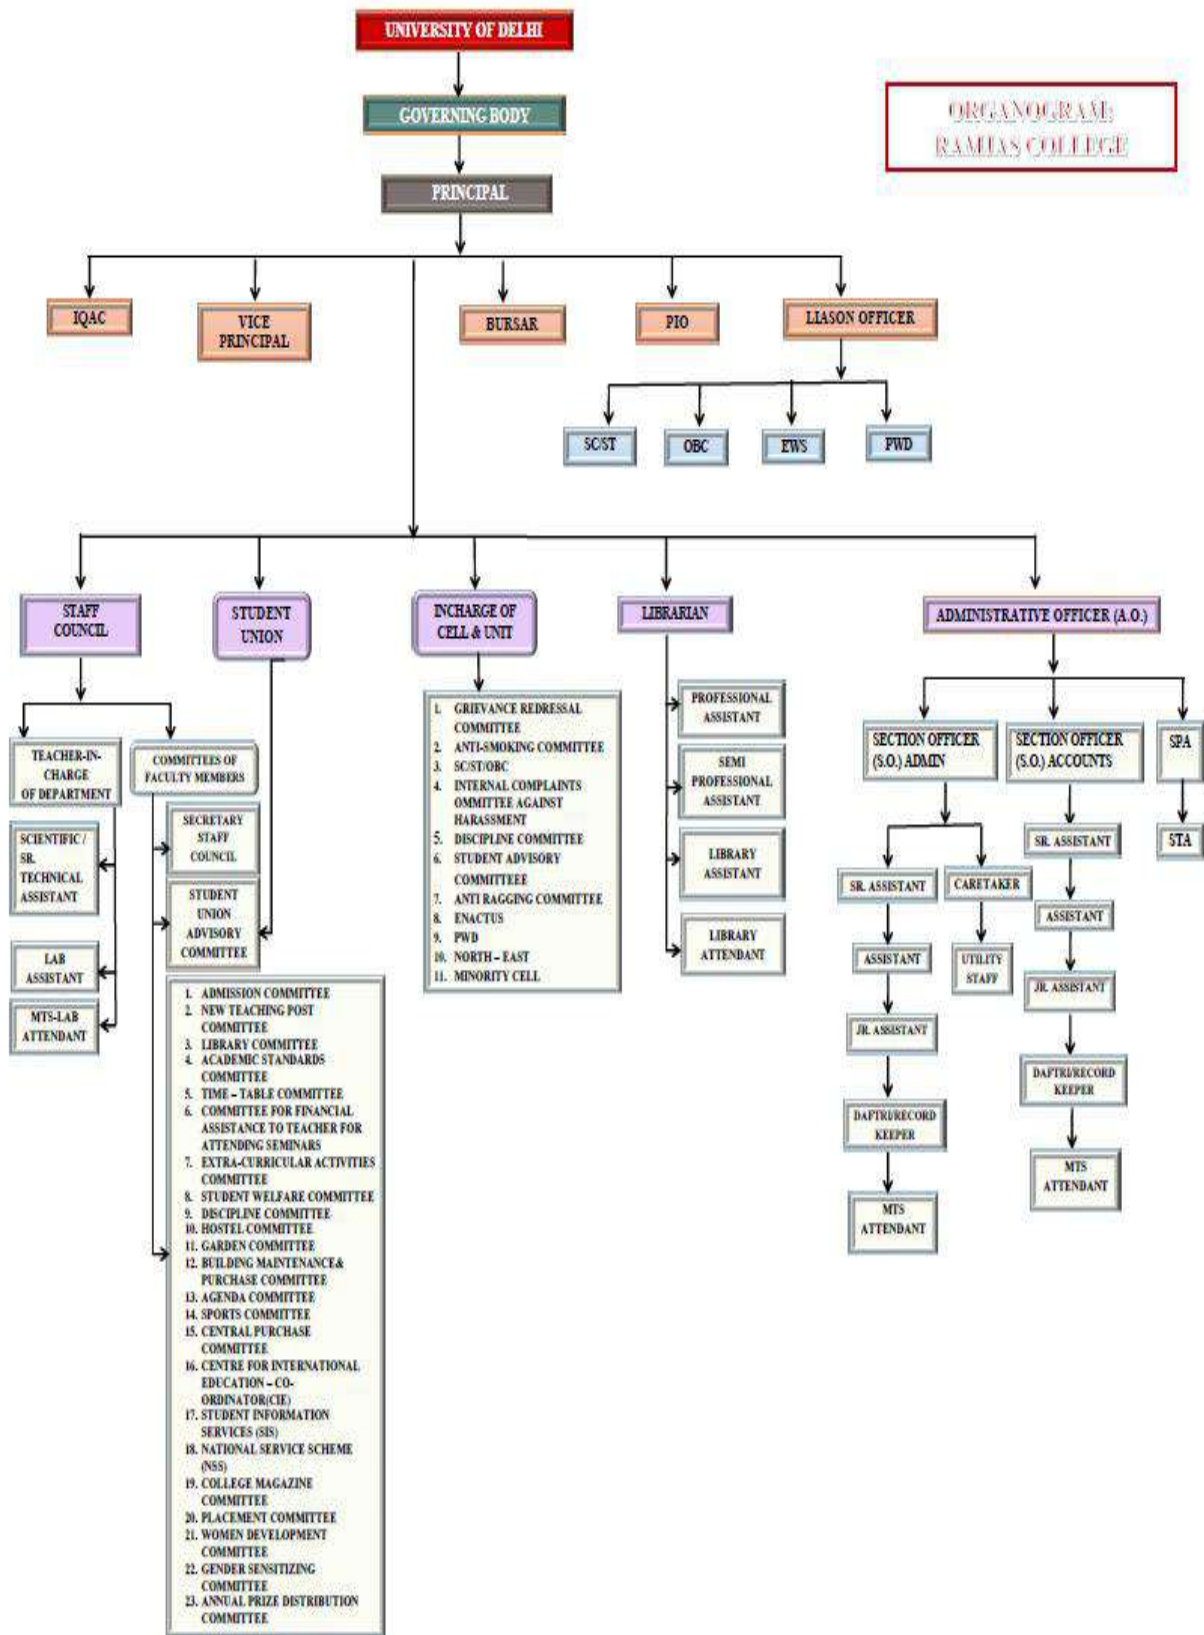 UNIVERSITY OF DELHI
GOVERNING BODY
PRINCIPAL
ORGANOGRAM:
RAMJAS COLLEGE
IQAC
VICE
PRINCIPAL
BURSAR
PIO
LIASON OFFICER
SC/ST
OBC
EWS
PWD
STAFF
COUNCIL
STUDENT
UNION
INCHARGE OF
CELL & UNIT
LIBRARIAN
ADMINISTRATIVE OFFICER (A.O.)
TEACHER-IN-
CHARGE
OF DEPARTMENT
SCIENTIFIC /
SR.
TECHNICAL
ASSISTANT
LAB
ASSISTANT
MTS-LAB
ATTENDANT
COMMITTEES OF
FACULTY MEMBERS
SECRETARY
STAFF
COUNCIL
STUDENT
UNION
ADVISORY
COMMITTEE
1. ADMISSION COMMITTEE
2. NEW TEACHING POST
COMMITTEE
3. LIBRARY COMMITTEE
4. ACADEMIC STANDARDS
COMMITTEE
5. TIME – TABLE COMMITTEE
6. COMMITTEE FOR FINANCIAL
ASSISTANCE TO TEACHER FOR
ATTENDING SEMINARS
7. EXTRA-CURRICULAR ACTIVITIES
COMMITTEE
8. STUDENT WELFARE COMMITTEE
9. DISCIPLINE COMMITTEE
10. HOSTEL COMMITTEE
11. GARDEN COMMITTEE
12. BUILDING MAINTENANCE&
PURCHASE COMMITTEE
13. AGENDA COMMITTEE
14. SPORTS COMMITTEE
15. CENTRAL PURCHASE
COMMITTEE
16. CENTRE FOR INTERNATIONAL
EDUCATION – CO-
ORDINATOR(CIE)
17. STUDENT INFORMATION
SERVICES (SIS)
18. NATIONAL SERVICE SCHEME
(NSS)
19. COLLEGE MAGAZINE
COMMITTEE
20. PLACEMENT COMMITTEE
21. WOMEN DEVELOPMENT
COMMITTEE
22. GENDER SENSITIZING
COMMITTEE
23. ANNUAL PRIZE DISTRIBUTION
COMMITTEE
1. GRIEVANCE REDRESSAL
COMMITTEE
2. ANTI-SMOKING COMMITTEE
3. SC/ST/OBC
4. INTERNAL COMPLAINTS
OMMITTEE AGAINST
HARASSMENT
5. DISCIPLINE COMMITTEE
6. STUDENT ADVISORY
COMMITTEEE
7. ANTI RAGGING COMMITTEE
8. ENACTUS
9. PWD
10. NORTH – EAST
11. MINORITY CELL
PROFESSIONAL
ASSISTANT
SEMI
PROFESSIONAL
ASSISTANT
LIBRARY
ASSISTANT
LIBRARY
ATTENDANT
SECTION OFFICER
(S.O.) ADMIN
SR. ASSISTANT
CARETAKER
ASSISTANT
UTILITY
STAFF
JR. ASSISTANT
DAFTRI/RECORD
KEEPER
MTS
ATTENDANT
SECTION OFFICER
(S.O.) ACCOUNTS
SR. ASSISTANT
ASSISTANT
JR. ASSISTANT
DAFTRI/RECORD
KEEPER
MTS
ATTENDANT
SPA
STA